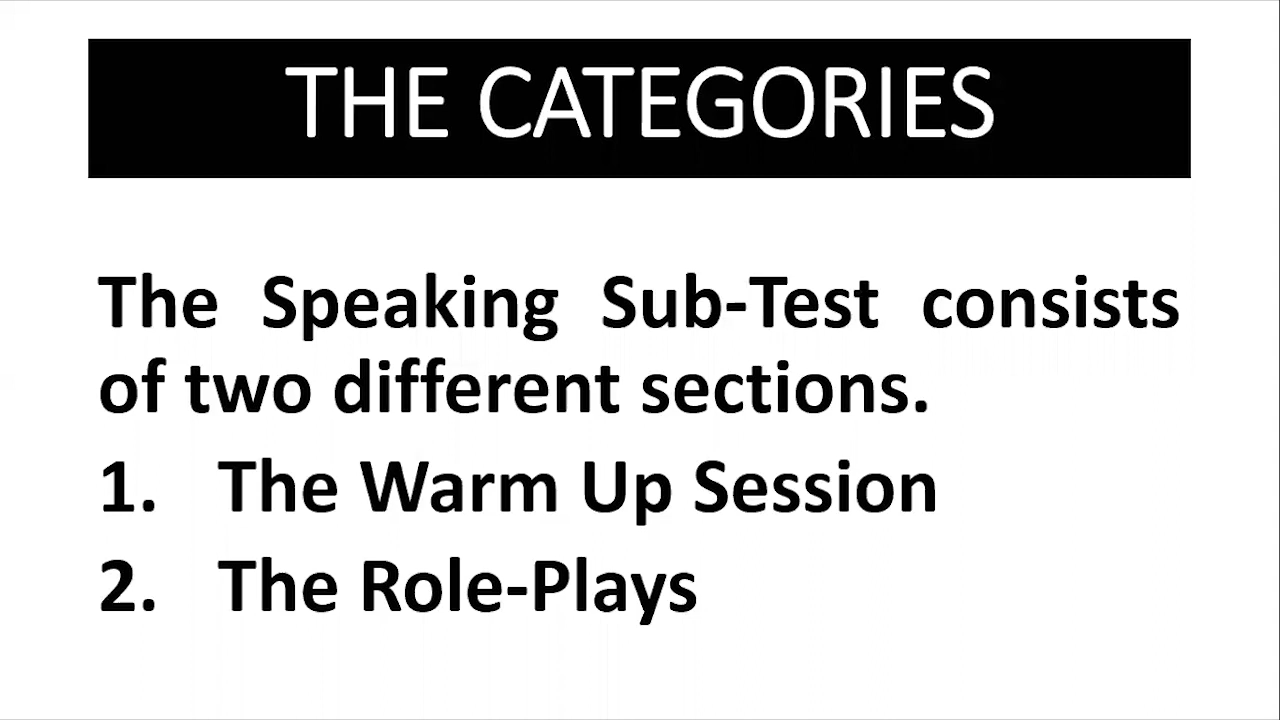 THE CATEGORIES
The Speaking Sub-Test consists
of two different sections.
1. The Warm Up Session
2. The Role-Plays